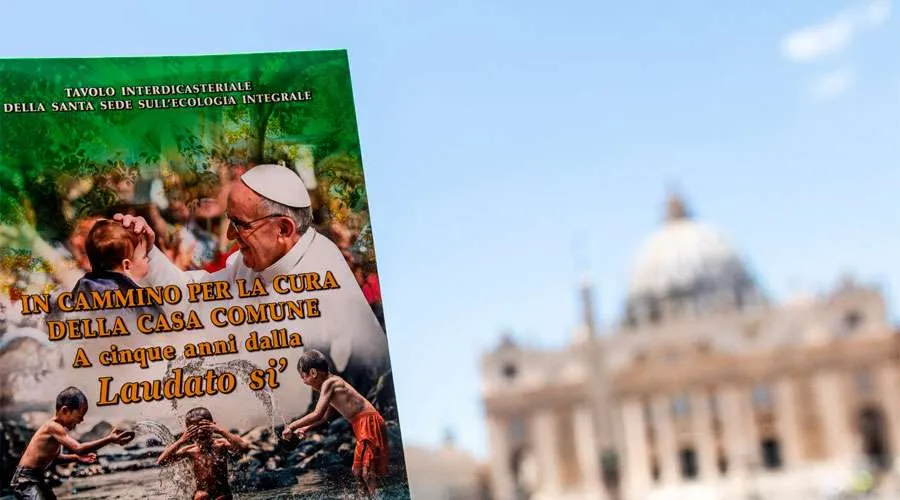 TAVOLO INTERDICASTERIALE
DELLA SANTA SEDE SULL'ECOLOGIA INTEGRALE
IN CAMMINO PER LA CURA
DELLA CASA COMUNE
A cinque anni dalla
Laudato si'